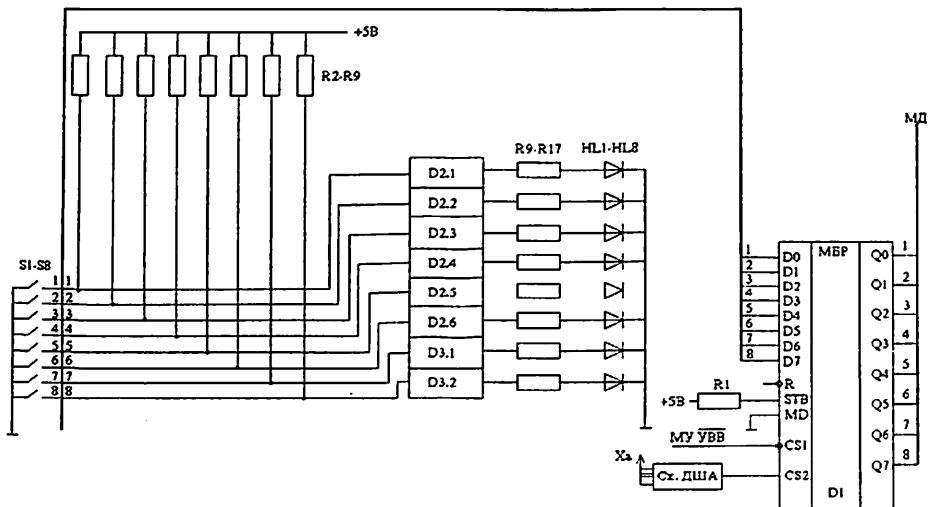 +5В
R2-R9
МД
R9-R17 HL1-HL8
D2.1
D2.2
D2.3
D2.4
D2.5
D2.6
D3.1
D3.2
S1-S8
1 1
2 2
3 3
4 4
5 5
6 6
7 7
8 8
МБР
1 D0 Q0 1
2 D1 Q1 2
3 D2 Q2 3
4 D3 Q3 4
5 D4 Q4 5
6 D5 Q5 6
7 D6 Q6 7
8 D7 Q7 8
R
+5В R1 STB
MD
МУ УВВ CS1
Ха
Сх. ДША CS2
D1